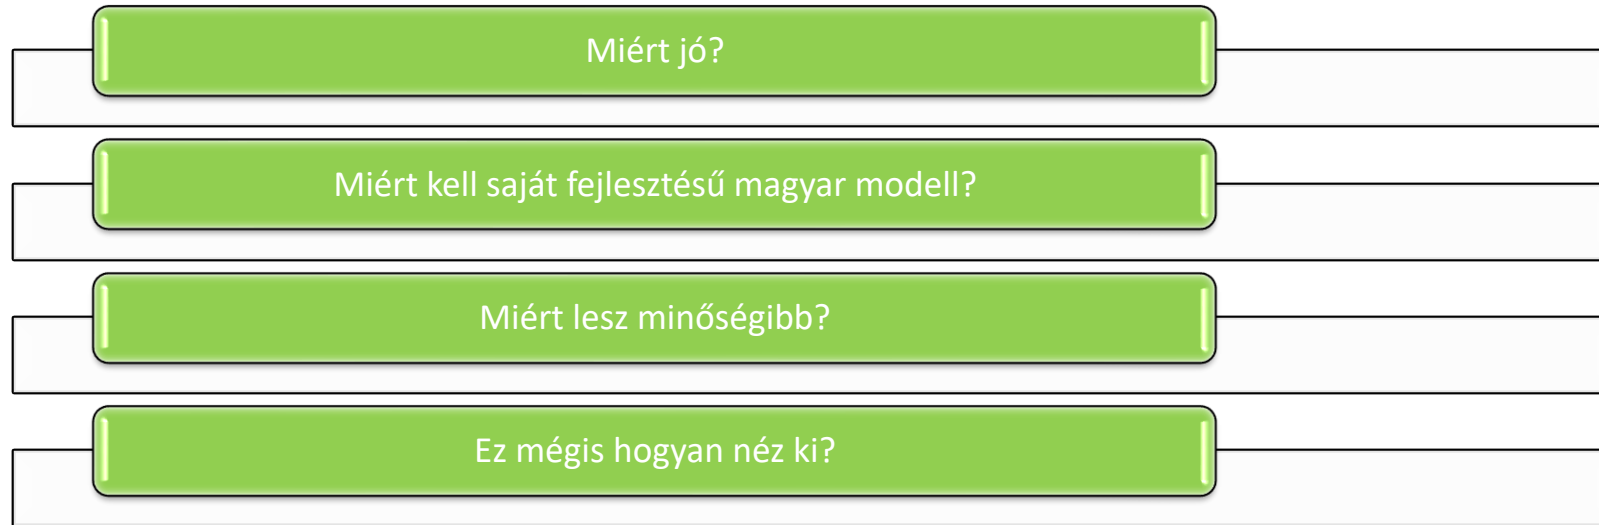 Miért jó?
Miért kell saját fejlesztésű magyar modell?
Miért lesz minőségibb?
Ez mégis hogyan néz ki?